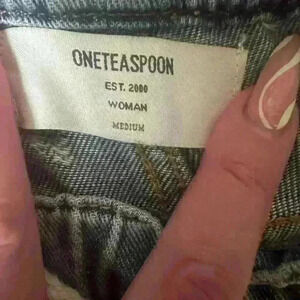 ONETEASPOON
EST. 2000
WOMAN
MEDIUM